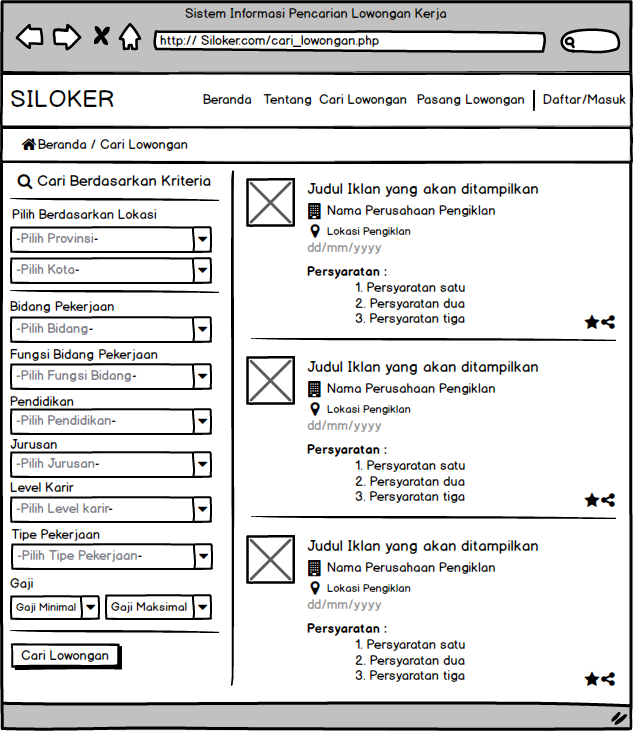 Sistem Informasi Pencarian Lowongan Kerja
http:// Siloker.com/cari_lowongan.php
SILOKER
Beranda Tentang Cari Lowongan Pasang Lowongan Daftar/Masuk
Beranda / Cari Lowongan
Cari Berdasarkan Kriteria
Pilih Berdasarkan Lokasi
-Pilih Provinsi-
-Pilih Kota-
Bidang Pekerjaan
-Pilih Bidang-
Fungsi Bidang Pekerjaan
-Pilih Fungsi Bidang-
Pendidikan
-Pilih Pendidikan-
Jurusan
-Pilih Jurusan-
Level Karir
-Pilih Level karir-
Tipe Pekerjaan
-Pilih Tipe Pekerjaan-
Gaji
Gaji Minimal Gaji Maksimal
Cari Lowongan
Judul Iklan yang akan ditampilkan
Nama Perusahaan Pengiklan
Lokasi Pengiklan
dd/mm/yyyy
Persyaratan :
1. Persyaratan satu
2. Persyaratan dua
3. Persyaratan tiga
Judul Iklan yang akan ditampilkan
Nama Perusahaan Pengiklan
Lokasi Pengiklan
dd/mm/yyyy
Persyaratan :
1. Persyaratan satu
2. Persyaratan dua
3. Persyaratan tiga
Judul Iklan yang akan ditampilkan
Nama Perusahaan Pengiklan
Lokasi Pengiklan
dd/mm/yyyy
Persyaratan :
1. Persyaratan satu
2. Persyaratan dua
3. Persyaratan tiga